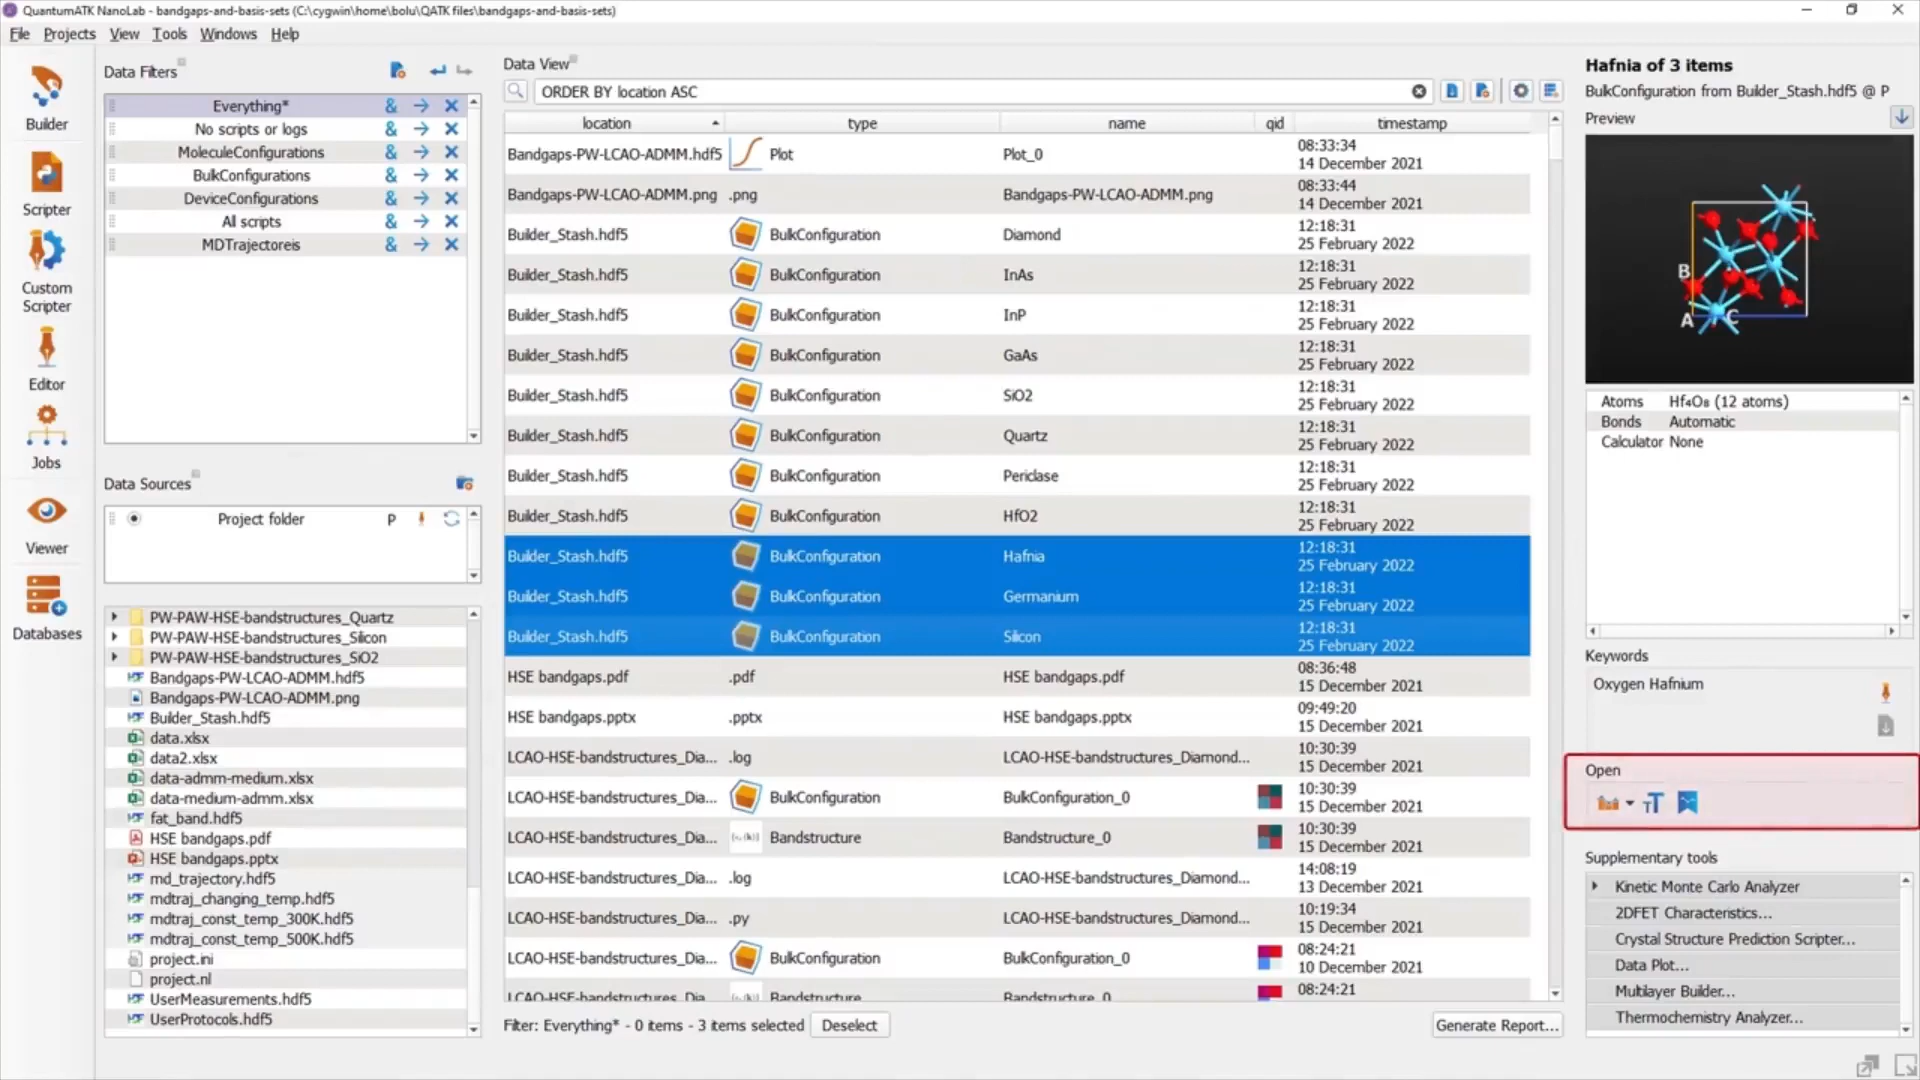 QuantumATK NanoLab - bandgaps-and-basis-sets (C:\cygwin\home\bolu\QATK files\bandgaps-and-basis-sets)
File Projects View Tools Windows Help
Builder
Scripter
Custom
Scripter
Editor
Jobs
Viewer
Databases
Data Filters
Everything* &
No scripts or logs &
MoleculeConfigurations &
BulkConfigurations &
DeviceConfigurations &
All scripts &
MDTrajectoreis &
Data Sources
Project folder P
PW-PAW-HSE-bandstructures_Quartz
PW-PAW-HSE-bandstructures_Silicon
PW-PAW-HSE-bandstructures_SiO2
Bandgaps-PW-LCAO-ADMM.hdf5
Bandgaps-PW-LCAO-ADMM.png
Builder_Stash.hdf5
data.xlsx
data2.xlsx
data-admm-medium.xlsx
data-medium-admm.xlsx
fat_band.hdf5
HSE bandgaps.pdf
HSE bandgaps.pptx
md_trajectory.hdf5
mdtraj_changing_temp.hdf5
mdtraj_const_temp_300K.hdf5
mdtraj_const_temp_500K.hdf5
project.ini
project.nl
UserMeasurements.hdf5
UserProtocols.hdf5
Data View
ORDER BY location ASC
location type name qid timestamp
Bandgaps-PW-LCAO-ADMM.hdf5 Plot Plot_0 08:33:34
14 December 2021
Bandgaps-PW-LCAO-ADMM.png .png Bandgaps-PW-LCAO-ADMM.png 08:33:44
14 December 2021
Builder_Stash.hdf5 BulkConfiguration Diamond 12:18:31
25 February 2022
Builder_Stash.hdf5 BulkConfiguration InAs 12:18:31
25 February 2022
Builder_Stash.hdf5 BulkConfiguration InP 12:18:31
25 February 2022
Builder_Stash.hdf5 BulkConfiguration GaAs 12:18:31
25 February 2022
Builder_Stash.hdf5 BulkConfiguration SiO2 12:18:31
25 February 2022
Builder_Stash.hdf5 BulkConfiguration Quartz 12:18:31
25 February 2022
Builder_Stash.hdf5 BulkConfiguration Periclase 12:18:31
25 February 2022
Builder_Stash.hdf5 BulkConfiguration HfO2 12:18:31
25 February 2022
Builder_Stash.hdf5 BulkConfiguration Hafnia 12:18:31
25 February 2022
Builder_Stash.hdf5 BulkConfiguration Germanium 12:18:31
25 February 2022
Builder_Stash.hdf5 BulkConfiguration Silicon 12:18:31
25 February 2022
HSE bandgaps.pdf .pdf HSE bandgaps.pdf 08:36:48
15 December 2021
HSE bandgaps.pptx .pptx HSE bandgaps.pptx 09:49:20
15 December 2021
LCAO-HSE-bandstructures_Dia... .log LCAO-HSE-bandstructures_Diamond... 10:30:39
15 December 2021
LCAO-HSE-bandstructures_Dia... BulkConfiguration BulkConfiguration_0 10:30:39
15 December 2021
LCAO-HSE-bandstructures_Dia... Bandstructure Bandstructure_0 10:30:39
15 December 2021
LCAO-HSE-bandstructures_Dia... .log LCAO-HSE-bandstructures_Diamond... 14:08:19
13 December 2021
LCAO-HSE-bandstructures_Dia... .py LCAO-HSE-bandstructures_Diamond... 10:19:34
15 December 2021
LCAO-HSE-bandstructures_Dia... BulkConfiguration BulkConfiguration_0 08:24:21
10 December 2021
LCAO-HSE-bandstructures_Dia... Bandstructure Bandstructure_0 08:24:21
Filter: Everything* - 0 items - 3 items selected Deselect Generate Report...
Hafnia of 3 items
BulkConfiguration from Builder_Stash.hdf5 @ P
Preview
B
A C
Atoms Hf₄O₈ (12 atoms)
Bonds Automatic
Calculator None
Keywords
Oxygen Hafnium
Open
TT
Supplementary tools
Kinetic Monte Carlo Analyzer
2DFET Characteristics...
Crystal Structure Prediction Scripter...
Data Plot...
Multilayer Builder...
Thermochemistry Analyzer...